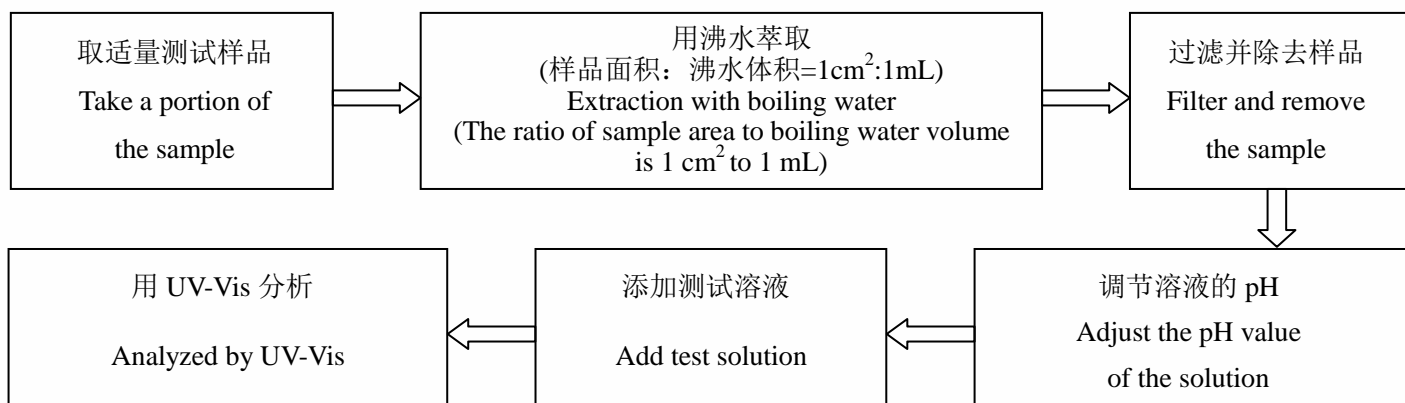 取适量测试样品
Take a portion of
the sample
用沸水萃取
(样品面积：沸水体积=1cm²:1mL)
Extraction with boiling water
(The ratio of sample area to boiling water volume
is 1 cm² to 1 mL)
过滤并除去样品
Filter and remove
the sample
调节溶液的 pH
Adjust the pH value
of the solution
添加测试溶液
Add test solution
用 UV-Vis 分析
Analyzed by UV-Vis